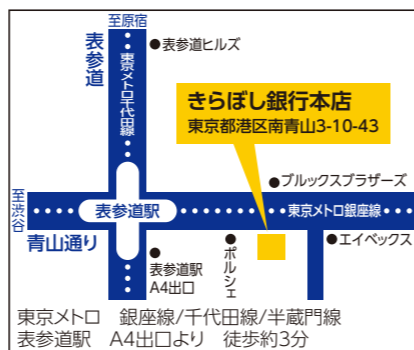 至原宿
表参道
東京メトロ千代田線
●表参道ヒルズ
きらぼし銀行本店
東京都港区南青山3-10-43
●ブルックスブラザーズ
至渋谷
表参道駅
東京メトロ銀座線
青山通り
●表参道駅
A4出口
●ポルシェ
●エイベックス
東京メトロ 銀座線/千代田線/半蔵門線
表参道駅 A4出口より 徒歩約3分